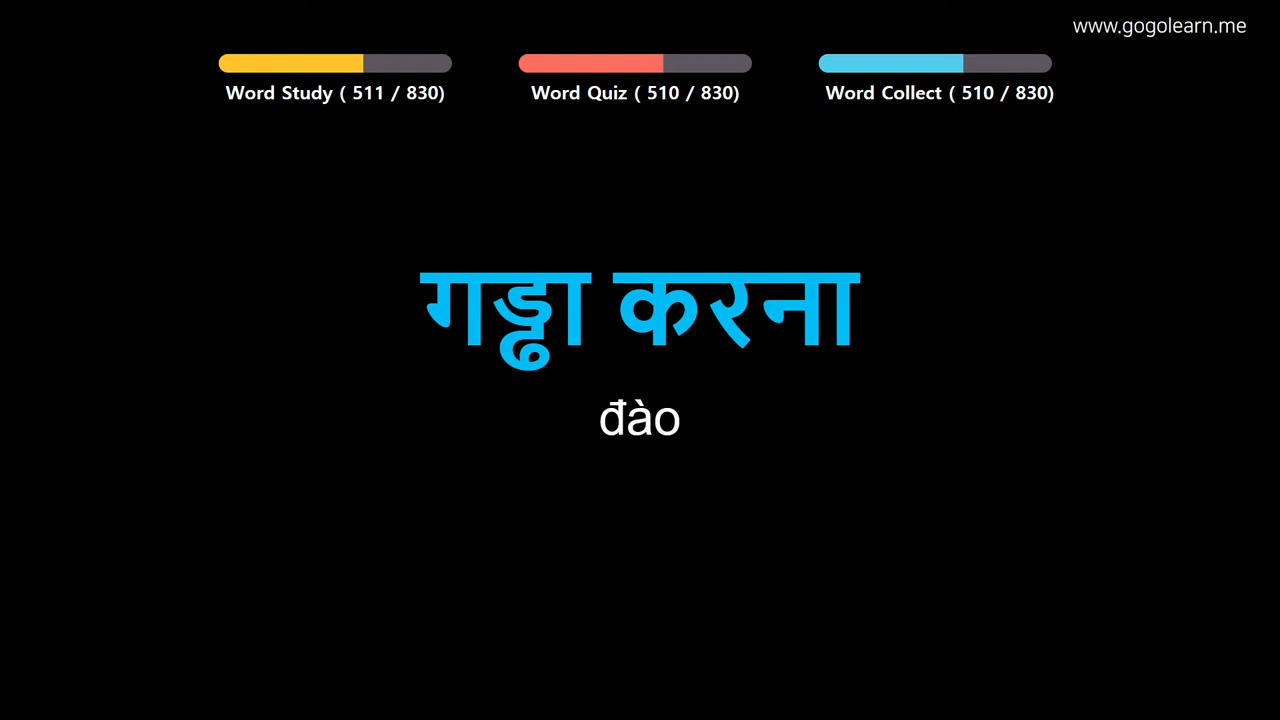 www.gogolearn.me
Word Study ( 511 / 830)
Word Quiz ( 510 / 830)
Word Collect ( 510 / 830)
गड्ढा करना
đào